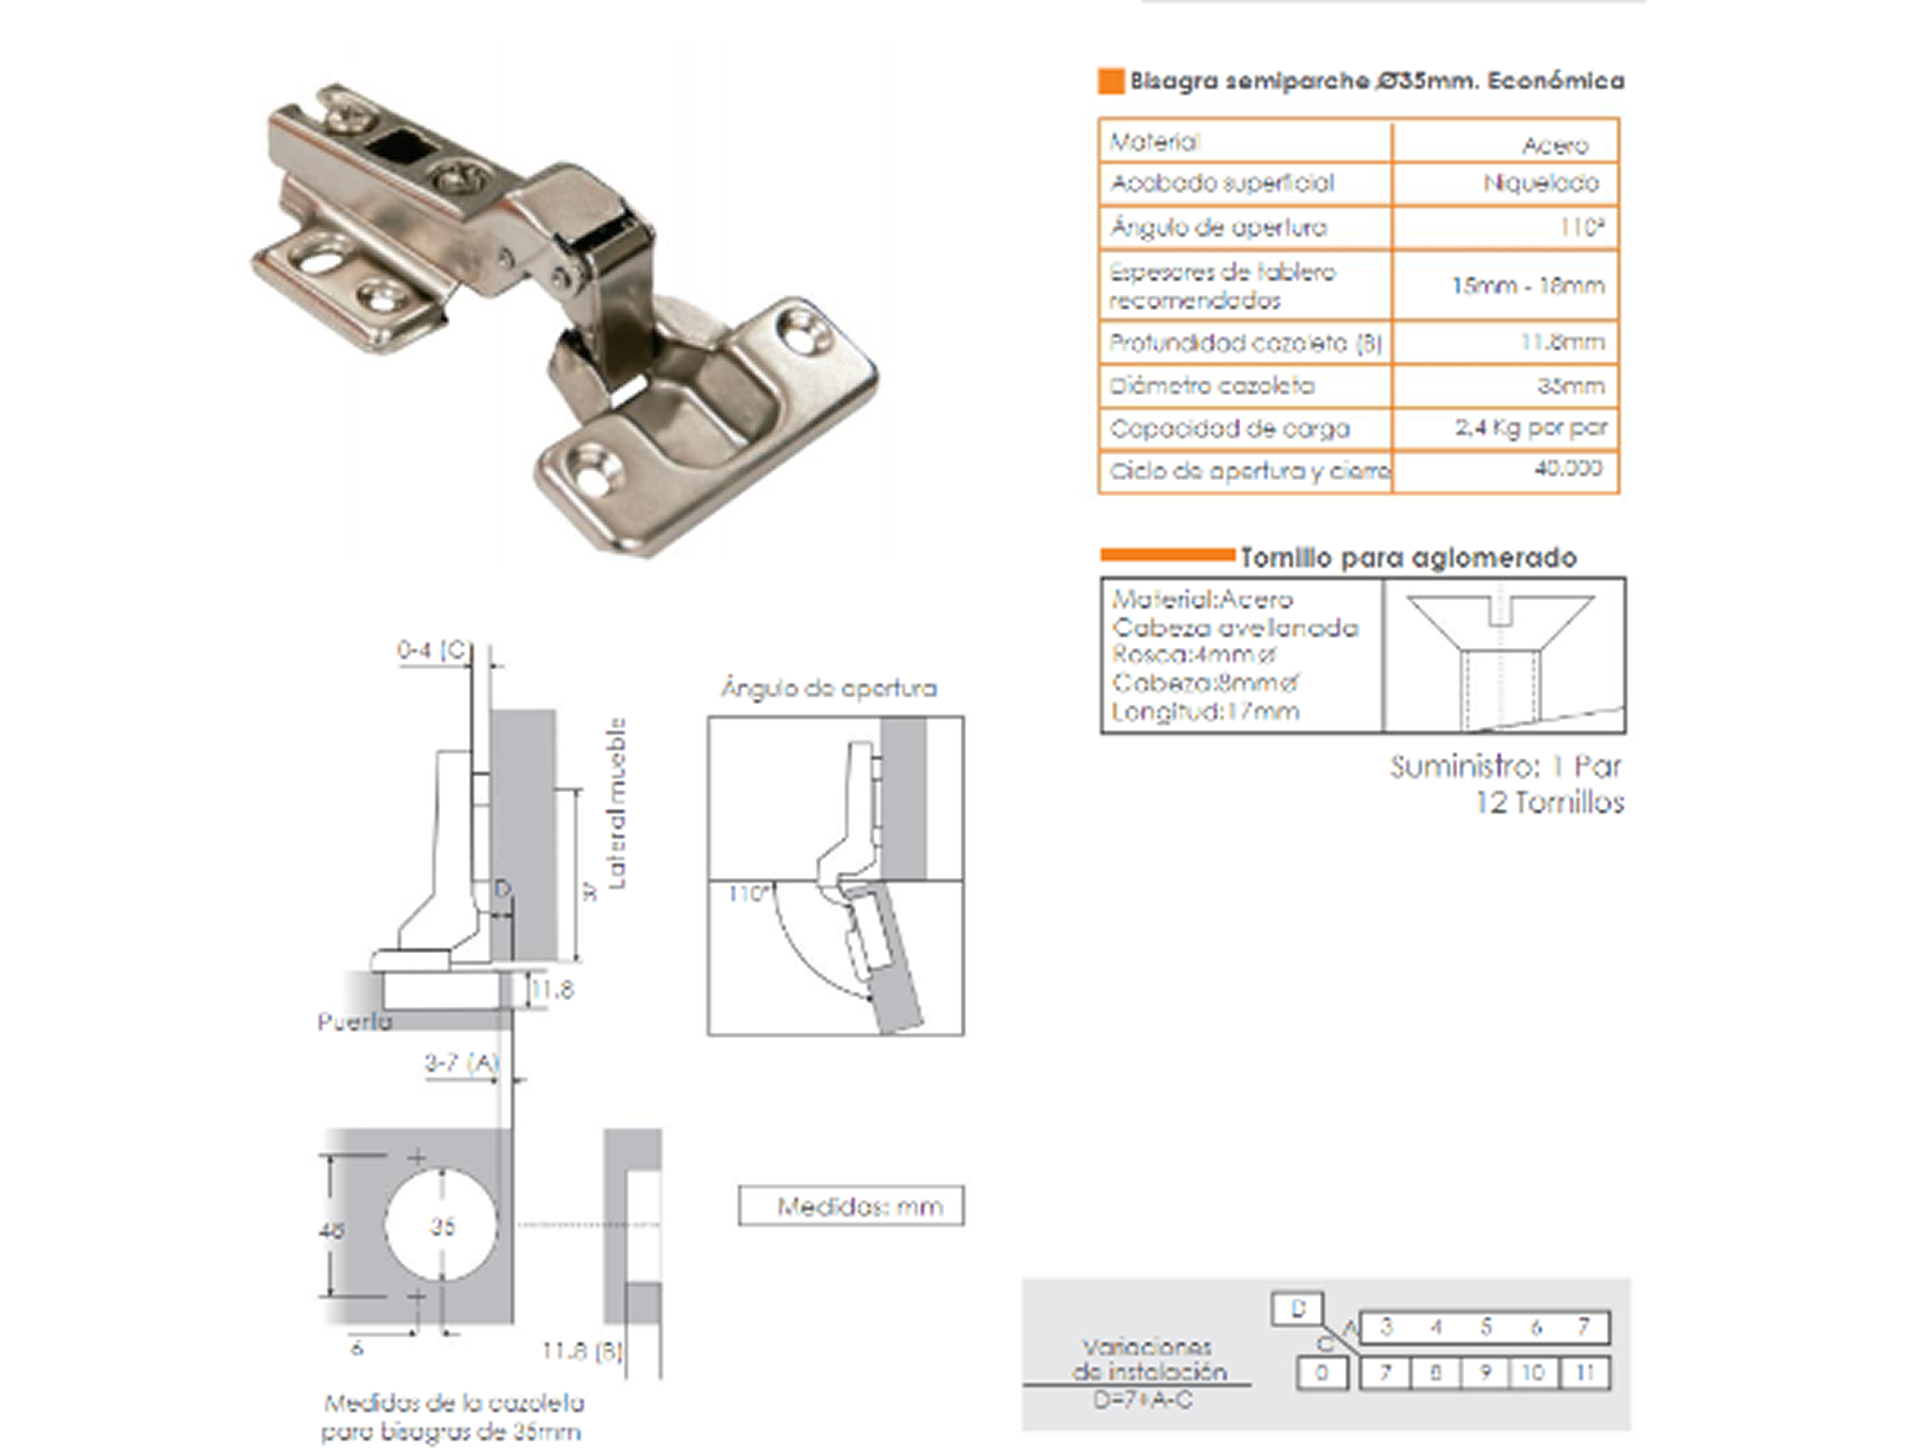 Bisagra semiparche Ø35mm. Económica
Material Acero
Acabado superficial Niquelado
Ángulo de apertura 110º
Espesores de tablero recomendados 15mm - 18mm
Profundidad cazoleta (B) 11.8mm
Diámetro cazoleta 35mm
Capacidad de carga 2,4 Kg por par
Ciclo de apertura y cierre 40.000
Tornillo para aglomerado
Material:Acero
Cabeza avellanada
Rosca:4mmø
Cabeza:8mmø
Longitud:17mm
Suministro: 1 Par
12 Tornillos
0-4 (C
Lateral mueble
D
11.8
Puerta
3-7 (A)
Ángulo de apertura
110°
48
35
6
11.8 (B)
Medidas de la cazoleta
para bisagras de 35mm
Medidas: mm
Variaciones
de instalación
D=7+A-C
D
A 3 4 5 6 7
C
0 7 8 9 10 11